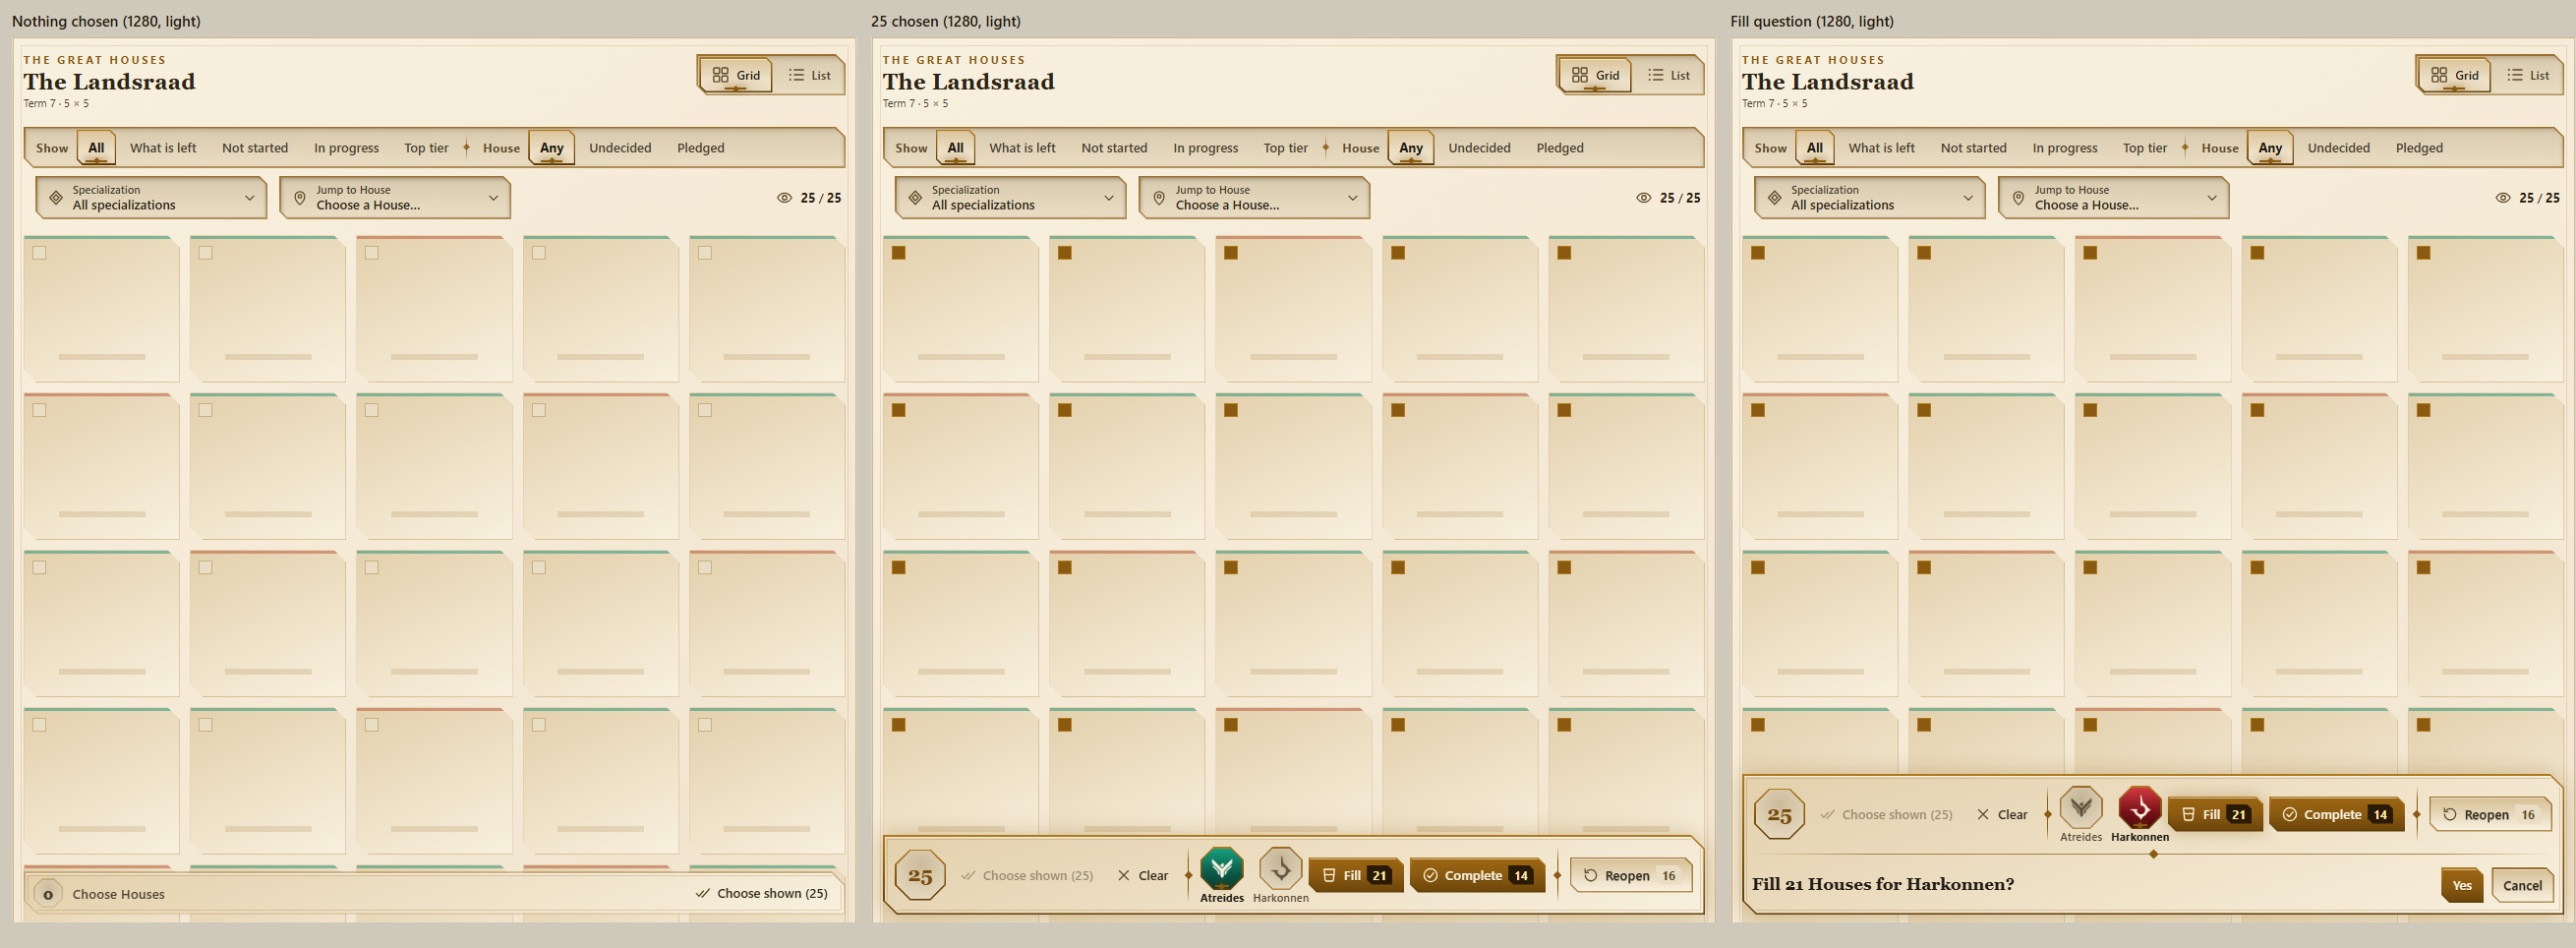 Nothing chosen (1280, light)
THE GREAT HOUSES
The Landsraad
Term 7 · 5 × 5
Grid
List
Show All What is left Not started In progress Top tier House Any Undecided Pledged
Specialization
All specializations
Jump to House
Choose a House...
25 / 25
0 Choose Houses
Choose shown (25)
25 chosen (1280, light)
THE GREAT HOUSES
The Landsraad
Term 7 · 5 × 5
Grid
List
Show All What is left Not started In progress Top tier House Any Undecided Pledged
Specialization
All specializations
Jump to House
Choose a House...
25 / 25
25 Choose shown (25) Clear
Atreides
Harkonnen
Fill 21
Complete 14
Reopen 16
Fill question (1280, light)
THE GREAT HOUSES
The Landsraad
Term 7 · 5 × 5
Grid
List
Show All What is left Not started In progress Top tier House Any Undecided Pledged
Specialization
All specializations
Jump to House
Choose a House...
25 / 25
25 Choose shown (25) Clear
Atreides
Harkonnen
Fill 21
Complete 14
Reopen 16
Fill 21 Houses for Harkonnen?
Yes
Cancel